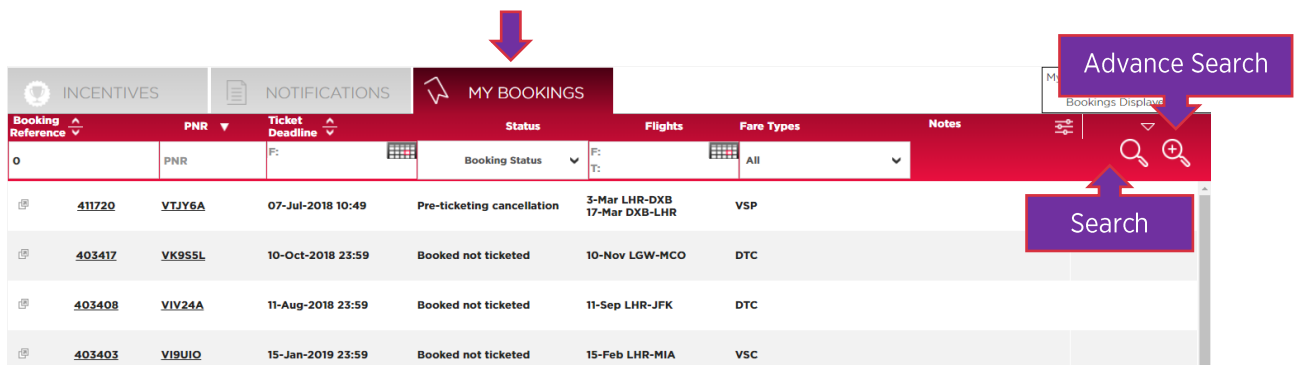 Advance Search
My
INCENTIVES
NOTIFICATIONS
MY BOOKINGS
Bookings Displaye
Booking Reference
PNR
Ticket Deadline
Status
Flights
Fare Types
Notes
0
PNR
F:
Booking Status
F:
T:
All
411720 VTJY6A 07-Jul-2018 10:49 Pre-ticketing cancellation 3-Mar LHR-DXB VSP
17-Mar DXB-LHR
Search
403417 VK9S5L 10-Oct-2018 23:59 Booked not ticketed 10-Nov LGW-MCO DTC
403408 VIV24A 11-Aug-2018 23:59 Booked not ticketed 11-Sep LHR-JFK DTC
403403 VI9UIO 15-Jan-2019 23:59 Booked not ticketed 15-Feb LHR-MIA VSC